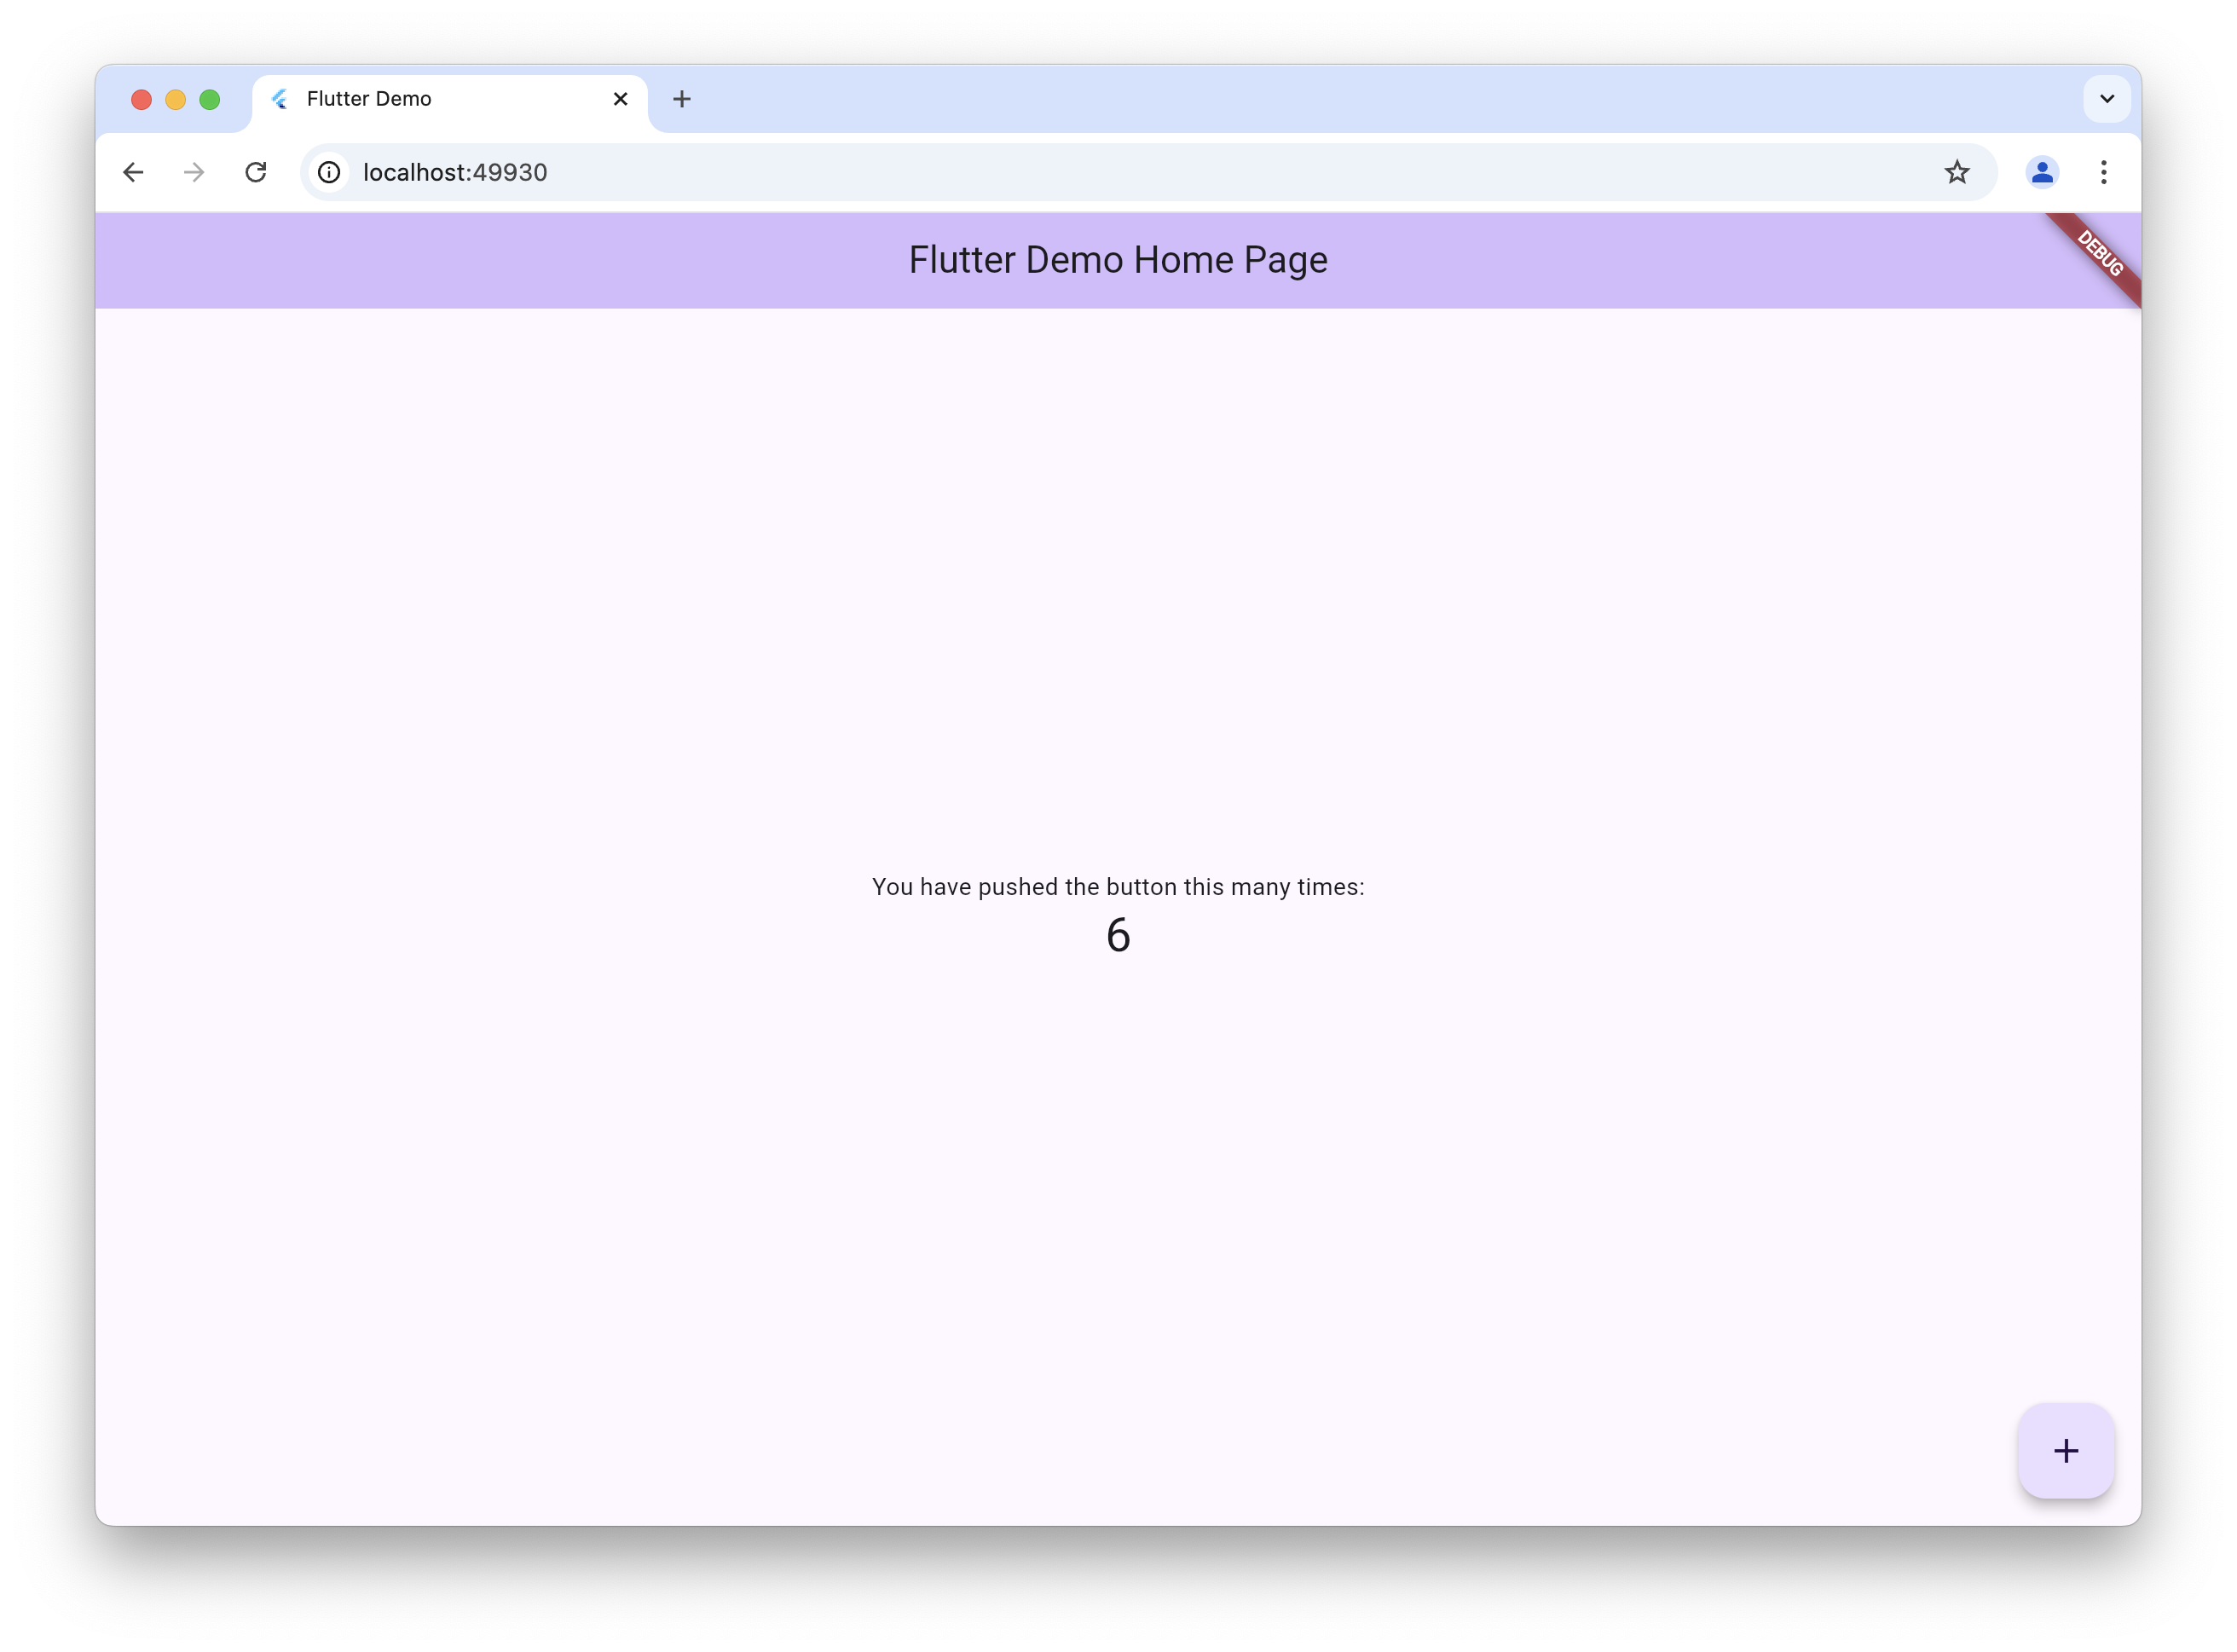 Flutter Demo
localhost:49930
Flutter Demo Home Page
DEBUG
You have pushed the button this many times:
6